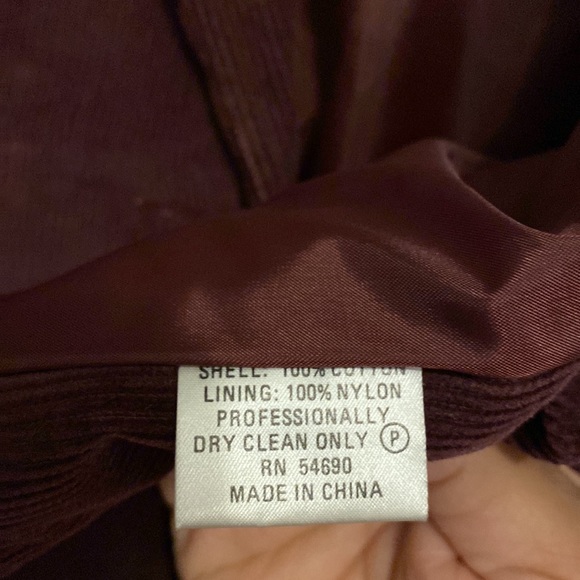 SHELL: 100% COTTON
LINING: 100% NYLON
PROFESSIONALLY
DRY CLEAN ONLY Ⓟ
RN 54690
MADE IN CHINA